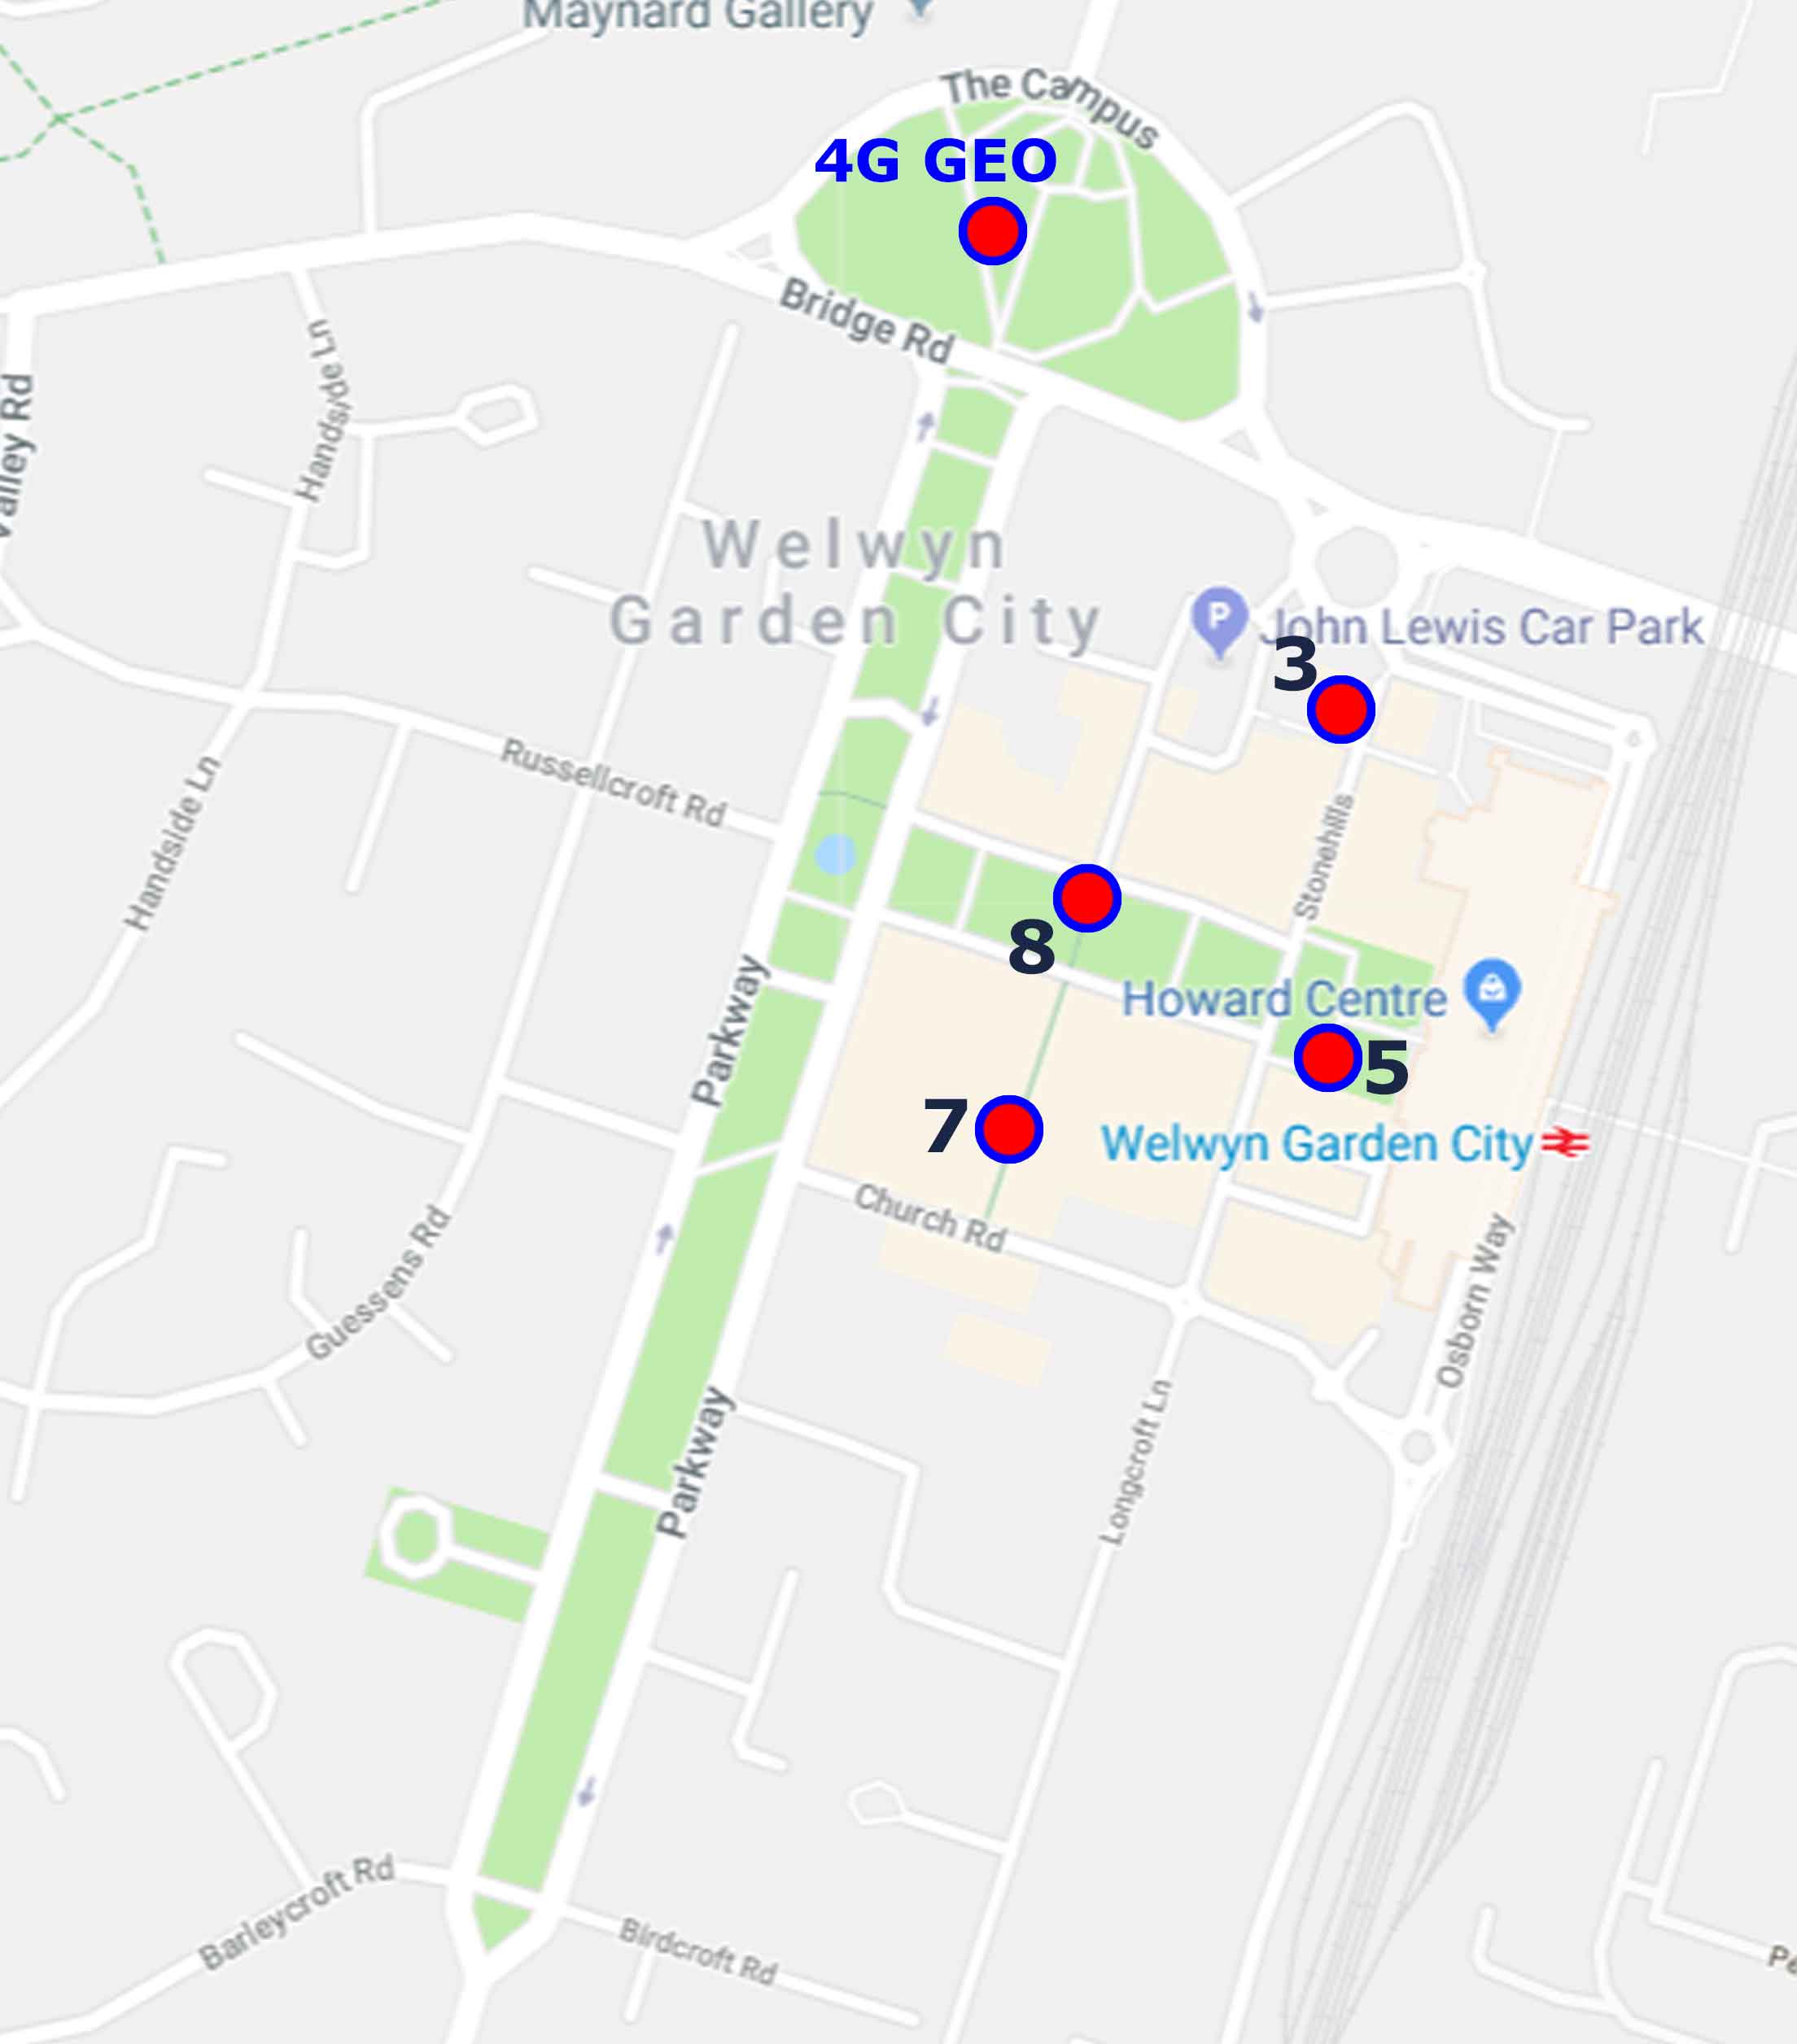 Maynard Gallery
The Campus
4G GEO
Bridge Rd
Handside Ln
Valley Rd
Welwyn
Garden City
P
John Lewis Car Park
3
Russellcroft Rd
Handside Ln
Stonehills
8
Parkway
Howard Centre
5
7
Welwyn Garden City
Church Rd
Guessens Rd
Osborn Way
Parkway
Longcroft Ln
Barleycroft Rd
Birdcroft Rd